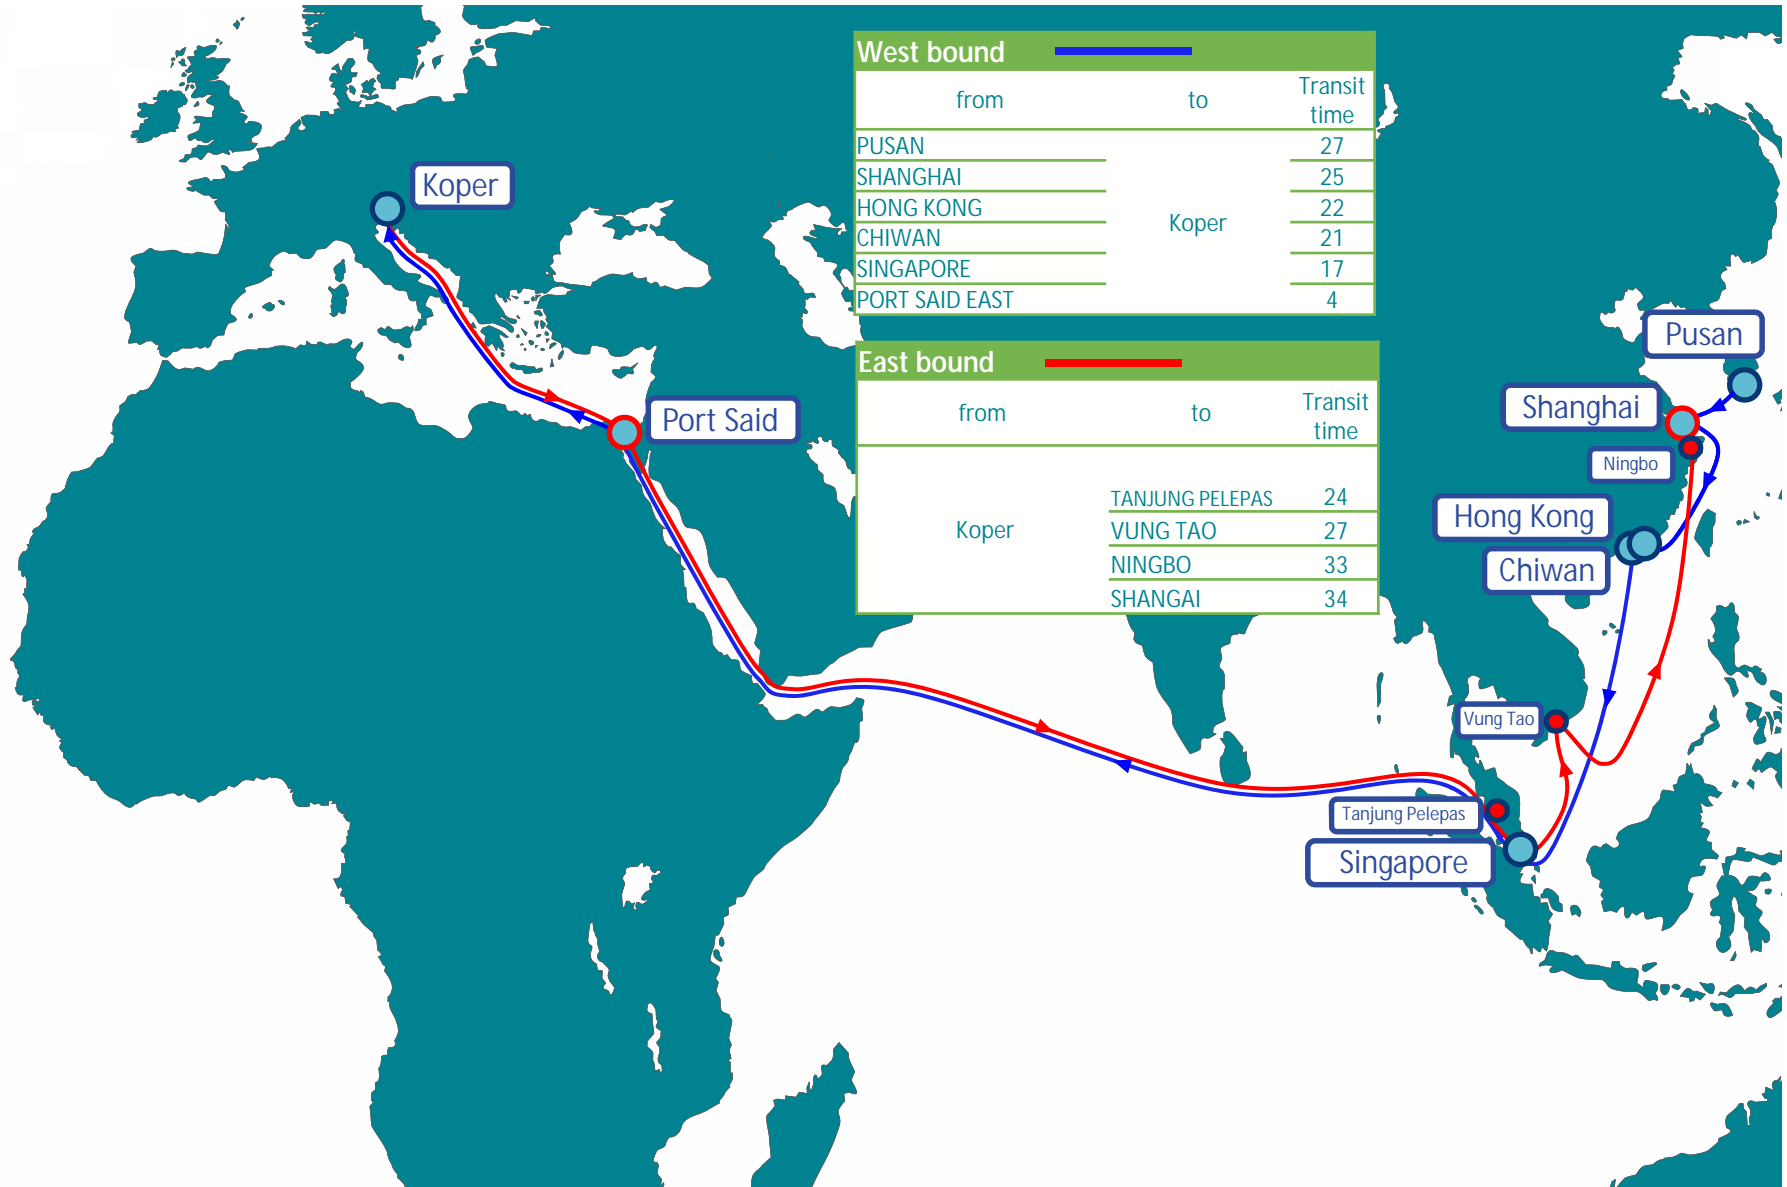 West bound
from to Transit time
PUSAN 27
SHANGHAI 25
HONG KONG 22
Koper
CHIWAN 21
SINGAPORE 17
PORT SAID EAST 4
East bound
from to Transit time
TANJUNG PELEPAS 24
Koper
VUNG TAO 27
NINGBO 33
SHANGAI 34
Koper
Port Said
Pusan
Shanghai
Ningbo
Hong Kong
Chiwan
Vung Tao
Tanjung Pelepas
Singapore